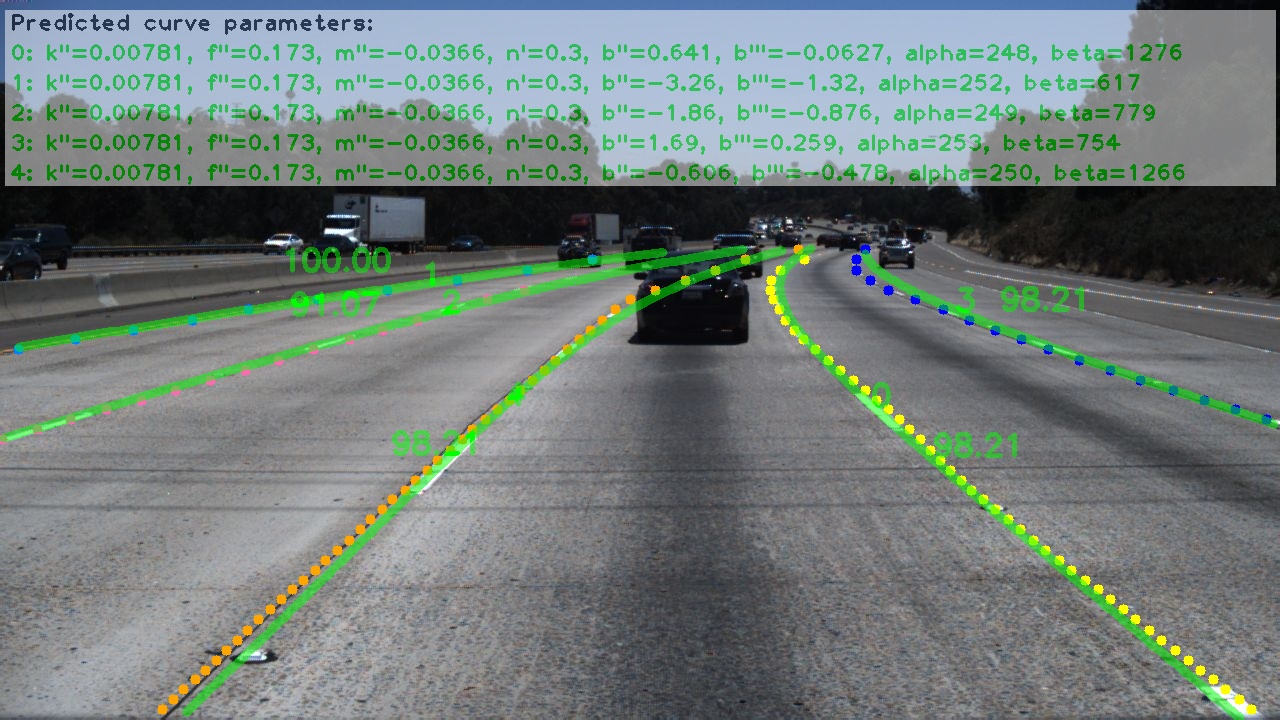 Predicted curve parameters:
0: k''=0.00781, f''=0.173, m''=-0.0366, n'=0.3, b''=0.641, b'''=-0.0627, alpha=248, beta=1276
1: k''=0.00781, f''=0.173, m''=-0.0366, n'=0.3, b''=-3.26, b'''=-1.32, alpha=252, beta=617
2: k''=0.00781, f''=0.173, m''=-0.0366, n'=0.3, b''=-1.86, b'''=-0.876, alpha=249, beta=779
3: k''=0.00781, f''=0.173, m''=-0.0366, n'=0.3, b''=1.69, b'''=0.259, alpha=253, beta=754
4: k''=0.00781, f''=0.173, m''=-0.0366, n'=0.3, b''=-0.606, b'''=-0.478, alpha=250, beta=1266
100.00 1
91.07 2
3 98.21
4 0
98.21 98.21